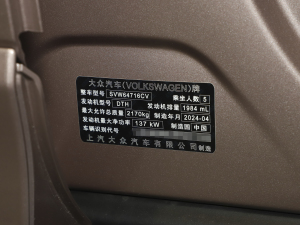 大众汽车(VOLKSWAGEN)牌
整车型号 SVW64716CV 乘坐人数 5
发动机型号 DTH 发动机排量 1984 mL
最大允许总质量 2170kg 制造年月 2024-04
发动机最大净功率 137 kW 制造国 中国
车辆识别代号
上汽大众汽车有限公司 制造